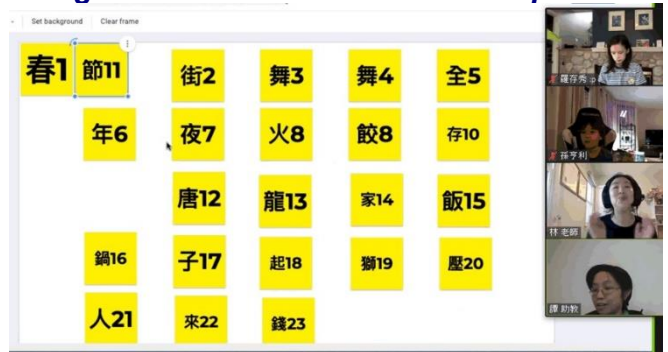 Set background Clear frame
春1 節11 街2 舞3 舞4 全5
年6 夜7 火8 餃8 存10
唐12 龍13 家14 飯15
鍋16 子17 起18 獅19 壓20
人21 來22 錢23
羅存秀
孫亨利
林 老師
譚 助教